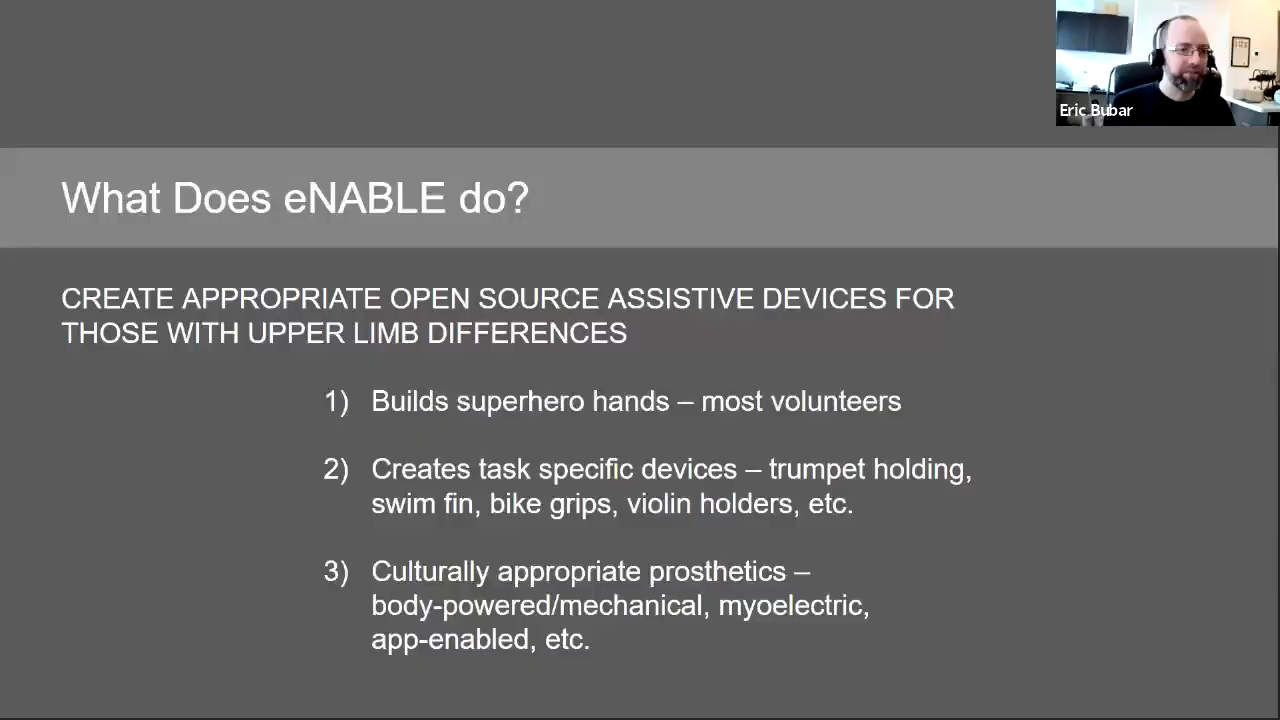 Eric Bubar
What Does eNABLE do?
CREATE APPROPRIATE OPEN SOURCE ASSISTIVE DEVICES FOR
THOSE WITH UPPER LIMB DIFFERENCES
1) Builds superhero hands – most volunteers
2) Creates task specific devices – trumpet holding,
swim fin, bike grips, violin holders, etc.
3) Culturally appropriate prosthetics –
body-powered/mechanical, myoelectric,
app-enabled, etc.